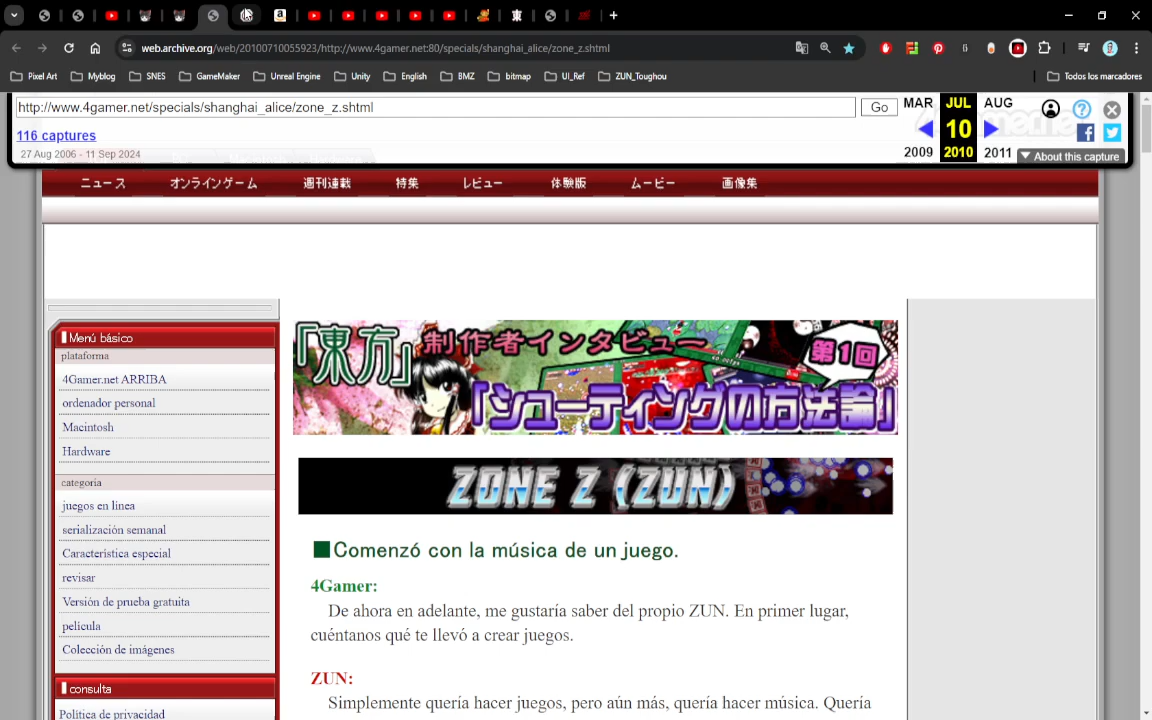 web.archive.org/web/20100710055923/http://www.4gamer.net:80/specials/shanghai_alice/zone_z.shtml
Pixel Art
Myblog
SNES
GameMaker
Unreal Engine
Unity
English
BMZ
bitmap
UI_Ref
ZUN_Touhou
Todos los marcadores
http://www.4gamer.net/specials/shanghai_alice/zone_z.shtml
Go
MAR
JUL
AUG
116 captures
10
27 Aug 2006 - 11 Sep 2024
2009
2010
2011
About this capture
ニュース
オンラインゲーム
週刊連載
特集
レビュー
体験版
ムービー
画像集
Menú básico
plataforma
4Gamer.net ARRIBA
ordenador personal
Macintosh
Hardware
categoria
juegos en línea
serialización semanal
Característica especial
revisar
Versión de prueba gratuita
película
Colección de imágenes
consulta
Política de privacidad
「東方」制作者インタビュー
第1回
「シューティングの方法論」
ZONE Z (ZUN)
■Comenzó con la música de un juego.
4Gamer:
De ahora en adelante, me gustaría saber del propio ZUN. En primer lugar,
cuéntanos qué te llevó a crear juegos.
ZUN:
Simplemente quería hacer juegos, pero aún más, quería hacer música. Quería